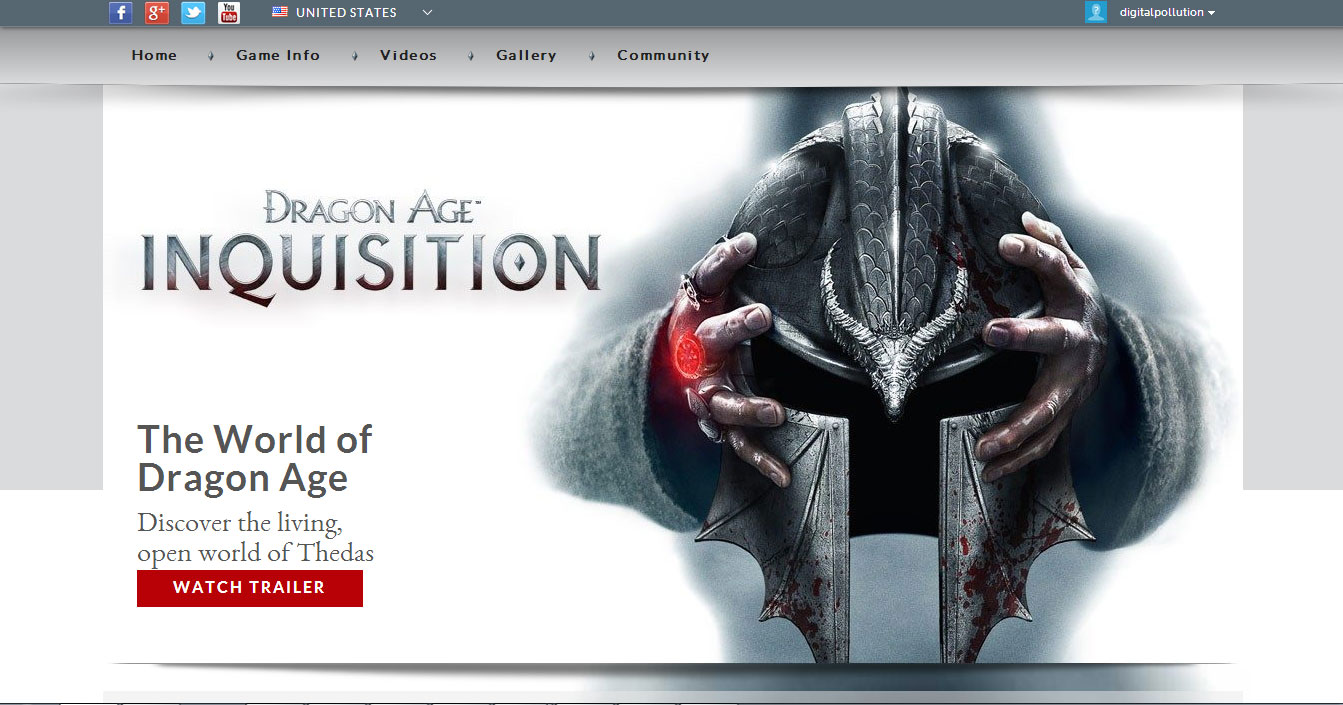 f g+ You Tube UNITED STATES digitalpollution
Home Game Info Videos Gallery Community
DRAGON AGE™
INQUISITION
The World of
Dragon Age
Discover the living,
open world of Thedas
WATCH TRAILER